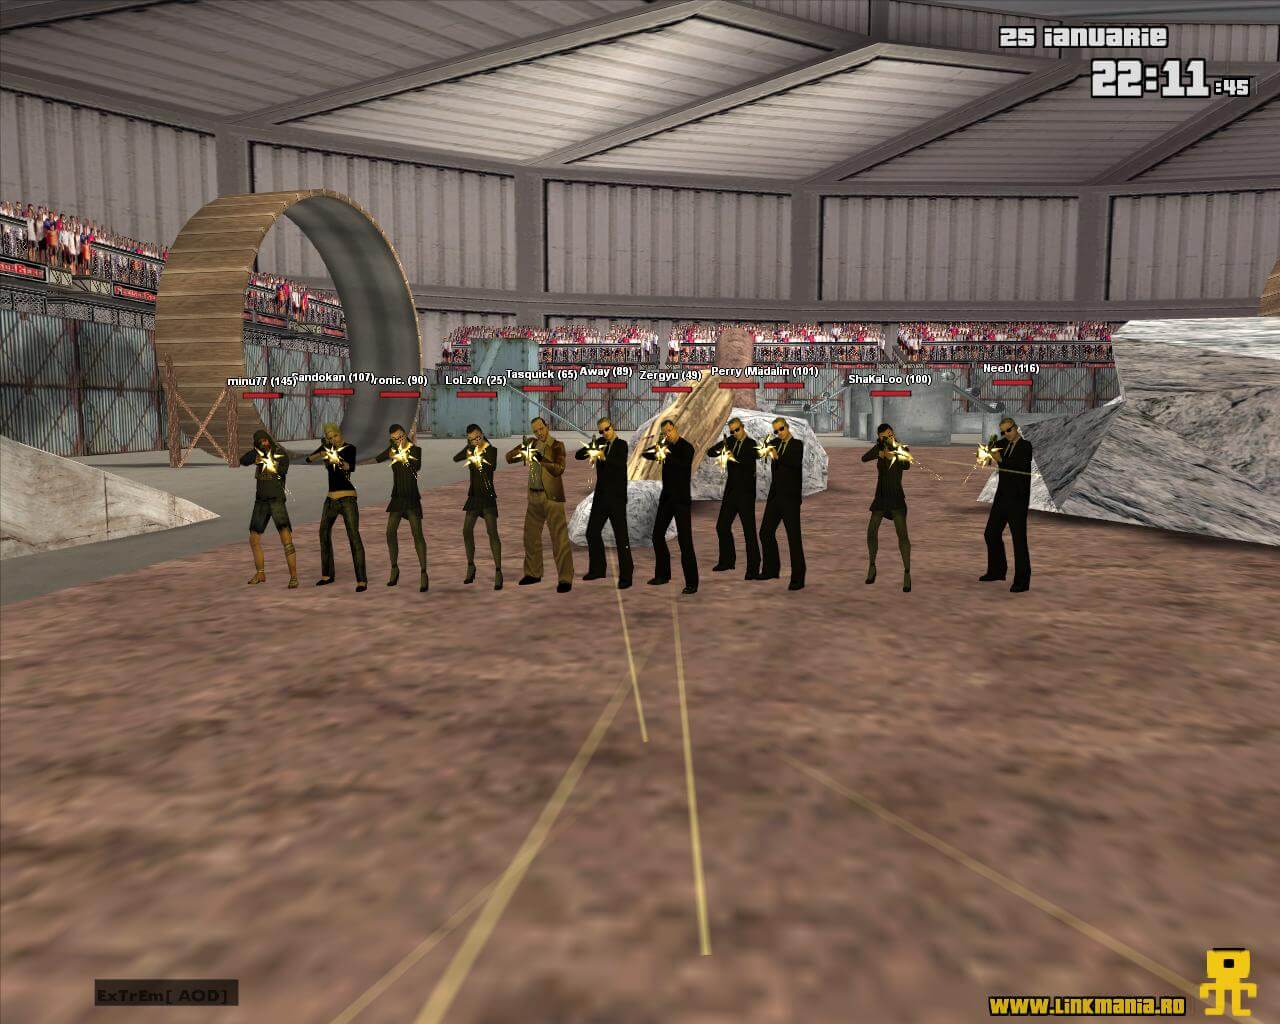 25 ianuarie
22:11:45
minu77 (145)
Sandokan (107)
ronic. (90)
LoLz0r (25)
Tasquick (65)
Away (89)
Zergyu (49)
Perry
Madalin (101)
ShaKaLoo (100)
NeeD (116)
ExTrEm[ AOD]
www.Linkmania.Ro